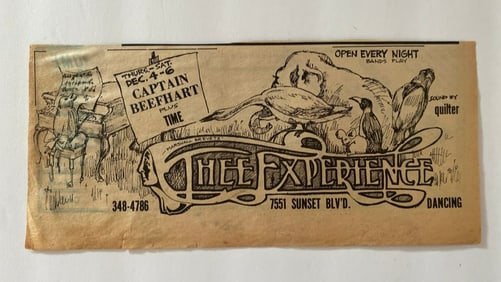 THURS.-SAT.
DEC. 4-6
CAPTAIN
BEEFHART
PLUS
TIME
OPEN EVERY NIGHT
BANDS PLAY
SOUND BY
quilter
THEE EXPERIENCE
348-4786
7551 SUNSET BLV'D.
DANCING